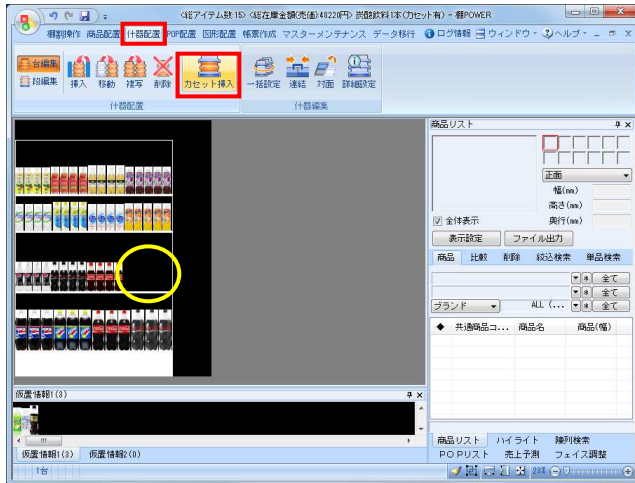 <総アイテム数:15> <総在庫金額(売価):48220円> 炭酸飲料1本(カセット有) - 棚POWER
棚割操作 商品配置 什器配置 POP配置 図形配置 帳票作成 マスターメンテナンス データ移行 ログ情報 ウィンドウ ヘルプ
台編集
段編集
挿入 移動 複写 削除 カセット挿入 一括設定 連結 対面 詳細設定
什器配置 什器編集
商品リスト
正面
幅(mm)
高さ(mm)
全体表示 奥行(mm)
表示設定 ファイル出力
商品 比較 削除 絞込検索 単品検索
* 全て
* 全て
ブランド ALL (... * 全て
◆ 共通商品コ... 商品名 商品(幅)
仮置情報1(3)
仮置情報1(3) 仮置情報2(0)
商品リスト ハイライト 陳列検索
POPリスト 売上予測 フェイス調整
1台 23%